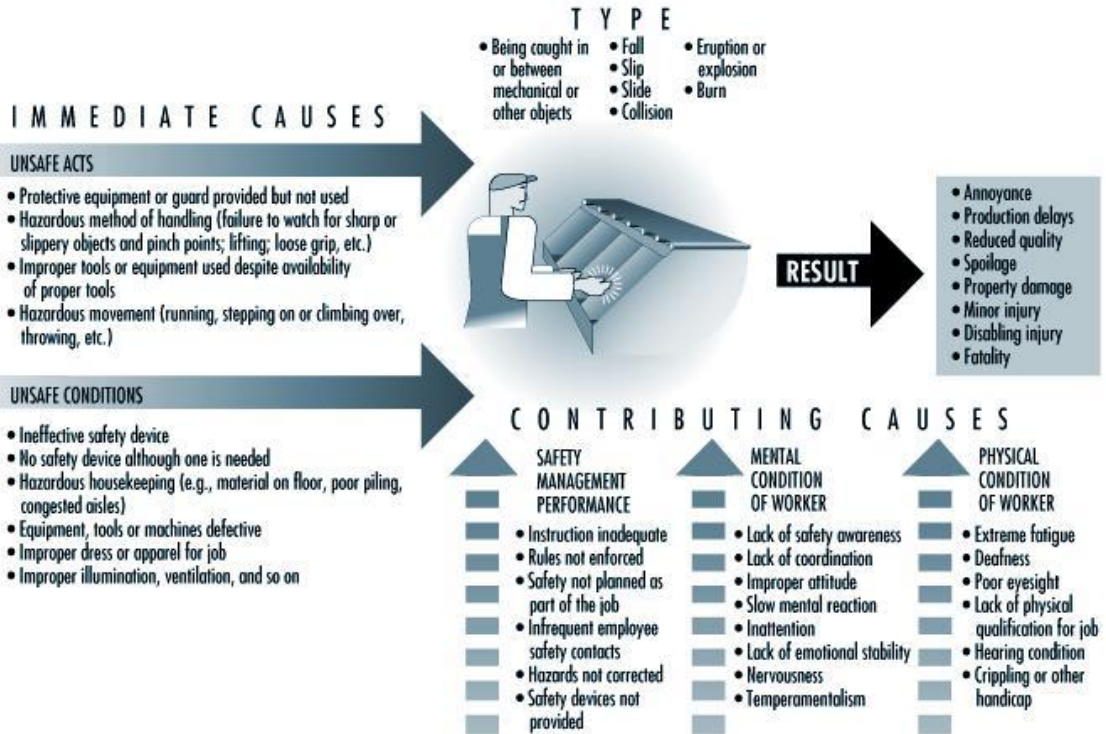 TYPE
• Being caught in
or between
mechanical or
other objects
• Fall
• Slip
• Slide
• Collision
• Eruption or
explosion
• Burn
IMMEDIATE CAUSES
UNSAFE ACTS
• Protective equipment or guard provided but not used
• Hazardous method of handling (failure to watch for sharp or
slippery objects and pinch points; lifting; loose grip, etc.)
• Improper tools or equipment used despite availability
of proper tools
• Hazardous movement (running, stepping on or climbing over,
throwing, etc.)
UNSAFE CONDITIONS
• Ineffective safety device
• No safety device although one is needed
• Hazardous housekeeping (e.g., material on floor, poor piling,
congested aisles)
• Equipment, tools or machines defective
• Improper dress or apparel for job
• Improper illumination, ventilation, and so on
RESULT
• Annoyance
• Production delays
• Reduced quality
• Spoilage
• Property damage
• Minor injury
• Disabling injury
• Fatality
CONTRIBUTING CAUSES
SAFETY
MANAGEMENT
PERFORMANCE
• Instruction inadequate
• Rules not enforced
• Safety not planned as
part of the job
• Infrequent employee
safety contacts
• Hazards not corrected
• Safety devices not
provided
MENTAL
CONDITION
OF WORKER
• Lack of safety awareness
• Lack of coordination
• Improper attitude
• Slow mental reaction
• Inattention
• Lack of emotional stability
• Nervousness
• Temperamentalism
PHYSICAL
CONDITION
OF WORKER
• Extreme fatigue
• Deafness
• Poor eyesight
• Lack of physical
qualification for job
• Hearing condition
• Crippling or other
handicap